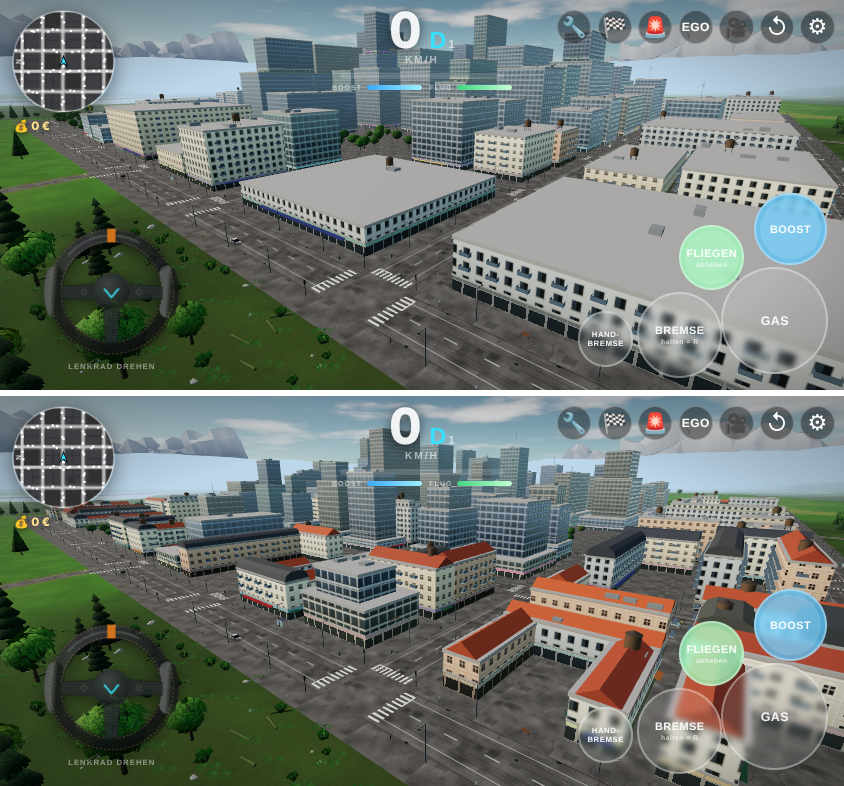 0 D1
KM/H
BOOST FLUG
EGO
0 €
BOOST
FLIEGEN
abheben
GAS
HAND-
BREMSE
BREMSE
halten = R
LENKRAD DREHEN
0 D1
KM/H
BOOST FLUG
EGO
0 €
BOOST
FLIEGEN
abheben
GAS
HAND-
BREMSE
BREMSE
halten = R
LENKRAD DREHEN